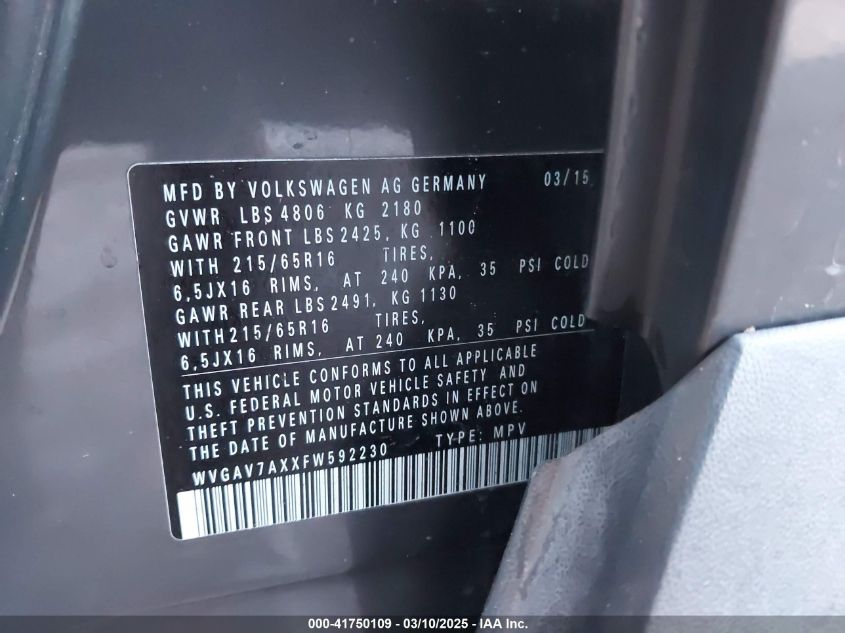 MFD BY VOLKSWAGEN AG GERMANY 03/15
GVWR LBS 4806 KG 2180
GAWR FRONT LBS 2425, KG 1100
WITH 215/65R16 TIRES,
6,5JX16 RIMS, AT 240 KPA, 35 PSI COLD
GAWR REAR LBS 2491, KG 1130
WITH 215/65R16 TIRES,
6,5JX16 RIMS, AT 240 KPA, 35 PSI COLD
THIS VEHICLE CONFORMS TO ALL APPLICABLE
U.S. FEDERAL MOTOR VEHICLE SAFETY AND
THEFT PREVENTION STANDARDS IN EFFECT ON
THE DATE OF MANUFACTURE SHOWN ABOVE.
WVGAV7AXXFW592230 TYPE: MPV
000-41750109 - 03/10/2025 - IAA Inc.